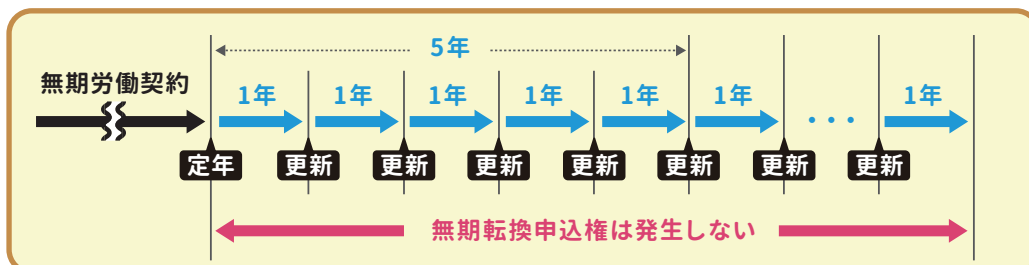 5年
無期労働契約
1年 1年 1年 1年 1年 1年 ・・・ 1年
定年 更新 更新 更新 更新 更新 更新 更新
無期転換申込権は発生しない